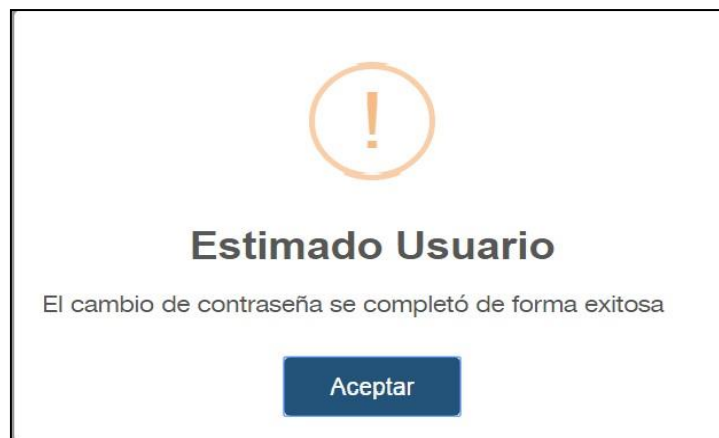 !
Estimado Usuario
El cambio de contraseña se completó de forma exitosa
Aceptar